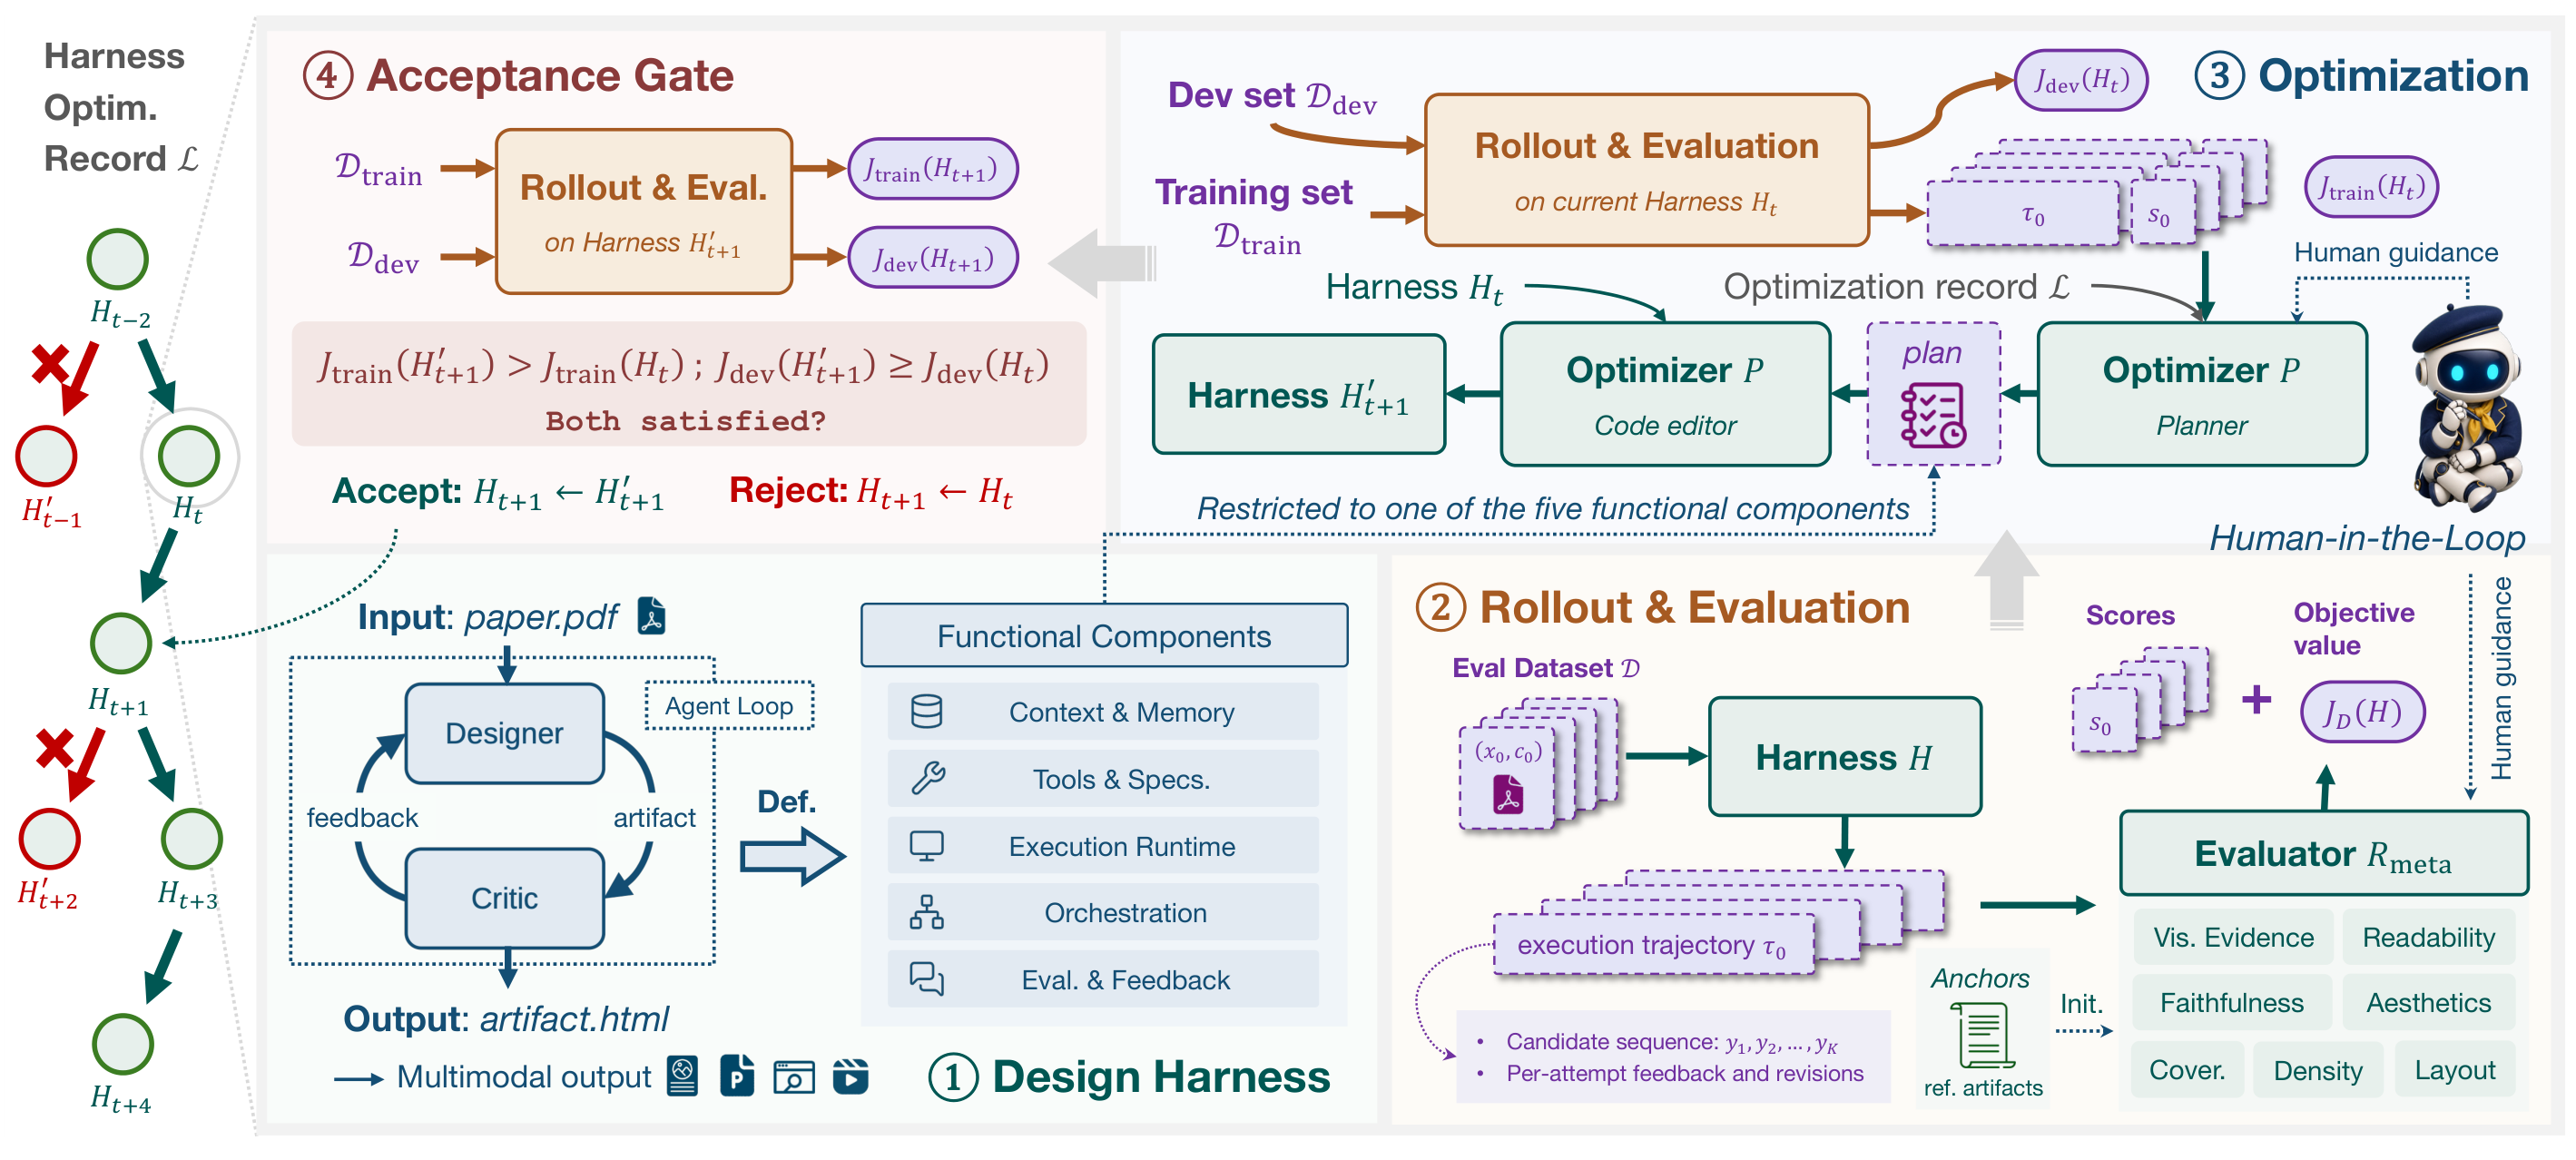 Harness
Optim.
Record ℒ
H_{t−2}
H′_{t−1}
H_t
H_{t+1}
H′_{t+2}
H_{t+3}
H_{t+4}
④ Acceptance Gate
𝒟_train
𝒟_dev
Rollout & Eval.
on Harness H′_{t+1}
J_train(H_{t+1})
J_dev(H_{t+1})
J_train(H′_{t+1}) > J_train(H_t) ; J_dev(H′_{t+1}) ≥ J_dev(H_t)
Both satisfied?
Accept: H_{t+1} ← H′_{t+1}
Reject: H_{t+1} ← H_t
③ Optimization
Dev set 𝒟_dev
Training set
𝒟_train
Rollout & Evaluation
on current Harness H_t
J_dev(H_t)
τ₀
s₀
J_train(H_t)
Human guidance
Harness H_t
Optimization record ℒ
Harness H′_{t+1}
Optimizer P
Code editor
plan
Optimizer P
Planner
Restricted to one of the five functional components
Human-in-the-Loop
Input: paper.pdf
Agent Loop
Designer
feedback
artifact
Critic
Output: artifact.html
Multimodal output
P
Def.
Functional Components
Context & Memory
Tools & Specs.
Execution Runtime
Orchestration
Eval. & Feedback
① Design Harness
② Rollout & Evaluation
Eval Dataset 𝒟
(x₀, c₀)
Harness H
execution trajectory τ₀
• Candidate sequence: y₁, y₂, … , y_K
• Per-attempt feedback and revisions
Anchors
ref. artifacts
Init.
Scores
s₀
+
Objective
value
J_D(H)
Human guidance
Evaluator R_meta
Vis. Evidence
Readability
Faithfulness
Aesthetics
Cover.
Density
Layout